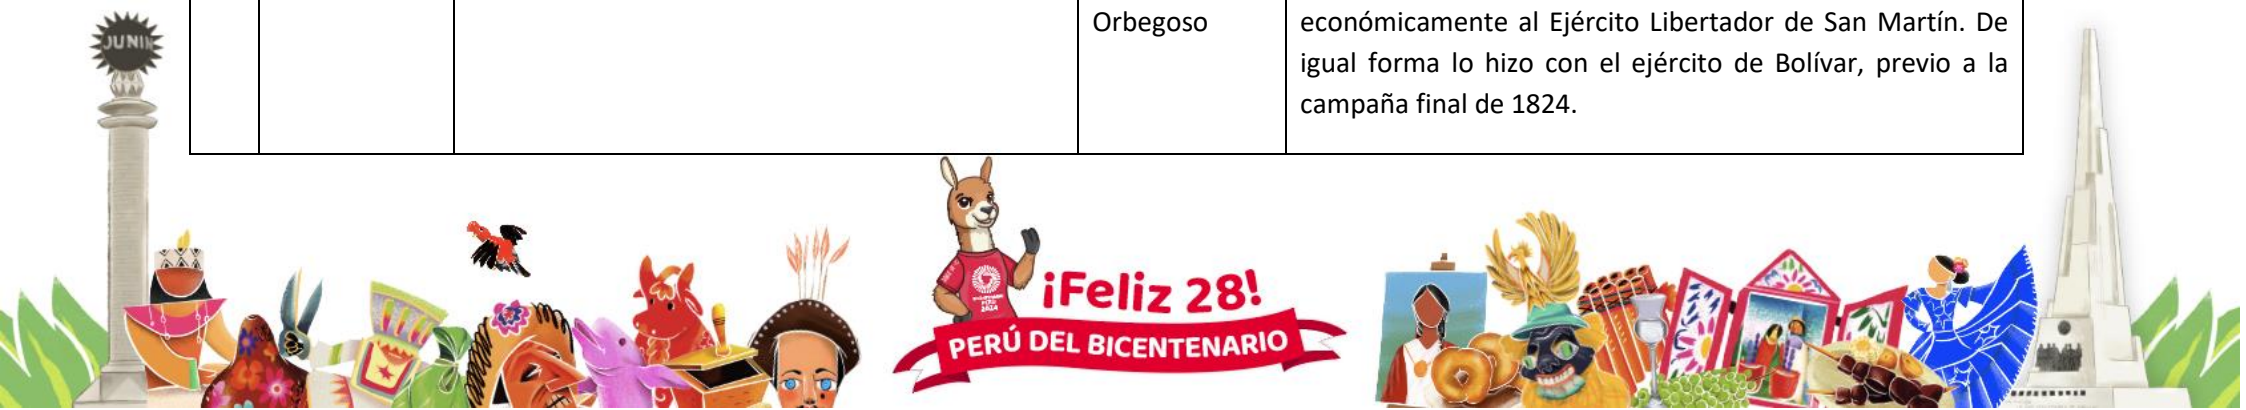 JUNIN
Orbegoso
económicamente al Ejército Libertador de San Martín. De
igual forma lo hizo con el ejército de Bolívar, previo a la
campaña final de 1824.
¡Feliz 28!
PERÚ DEL BICENTENARIO